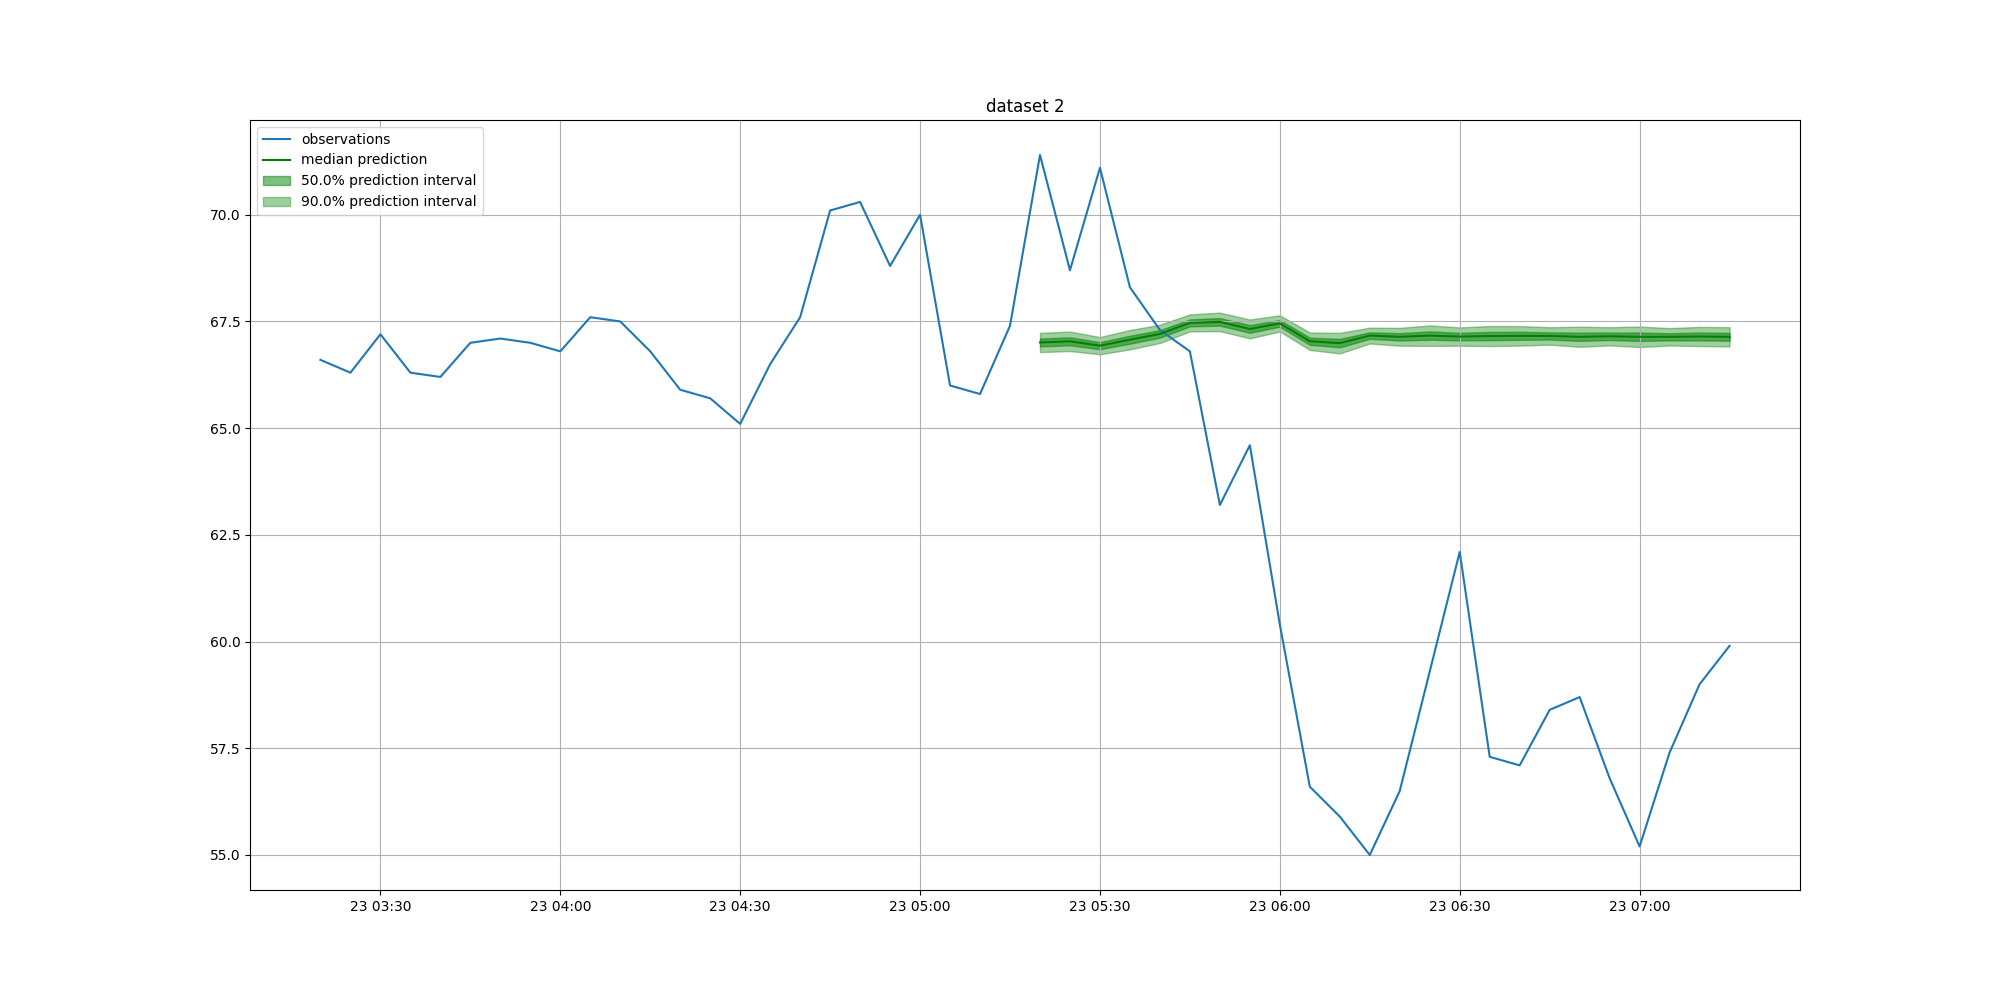 dataset 2
observations
median prediction
50.0% prediction interval
90.0% prediction interval
70.0
67.5
65.0
62.5
60.0
57.5
55.0
23 03:30 23 04:00 23 04:30 23 05:00 23 05:30 23 06:00 23 06:30 23 07:00